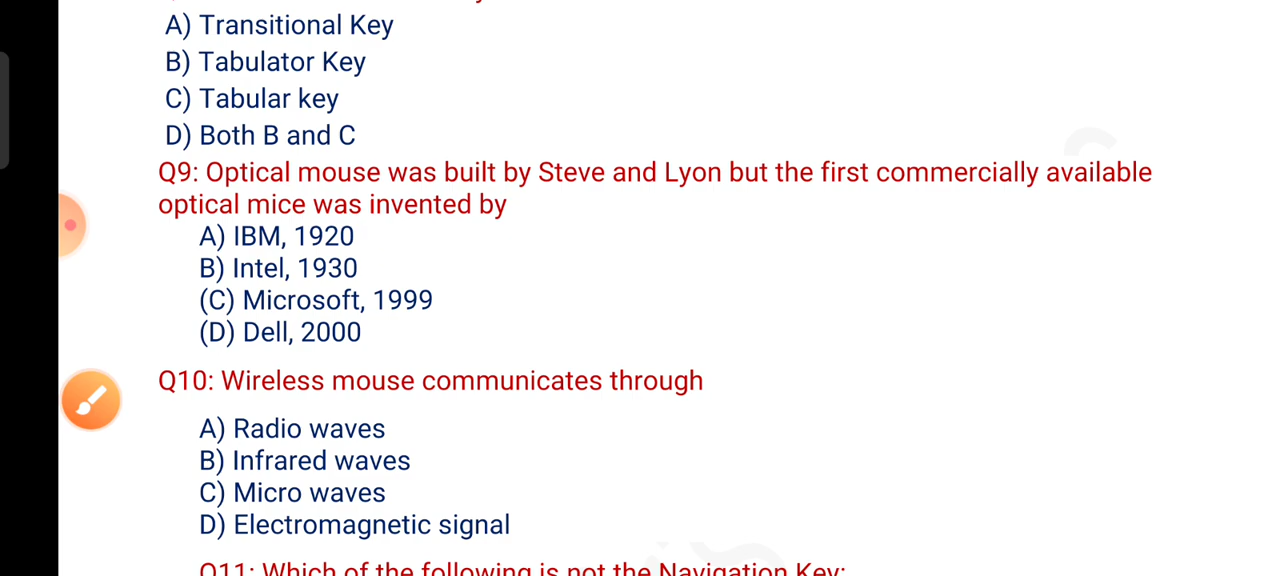 A) Transitional Key
B) Tabulator Key
C) Tabular key
D) Both B and C
Q9: Optical mouse was built by Steve and Lyon but the first commercially available
optical mice was invented by
A) IBM, 1920
B) Intel, 1930
(C) Microsoft, 1999
(D) Dell, 2000
Q10: Wireless mouse communicates through
A) Radio waves
B) Infrared waves
C) Micro waves
D) Electromagnetic signal
Q11: Which of the following is not the Navigation Key: